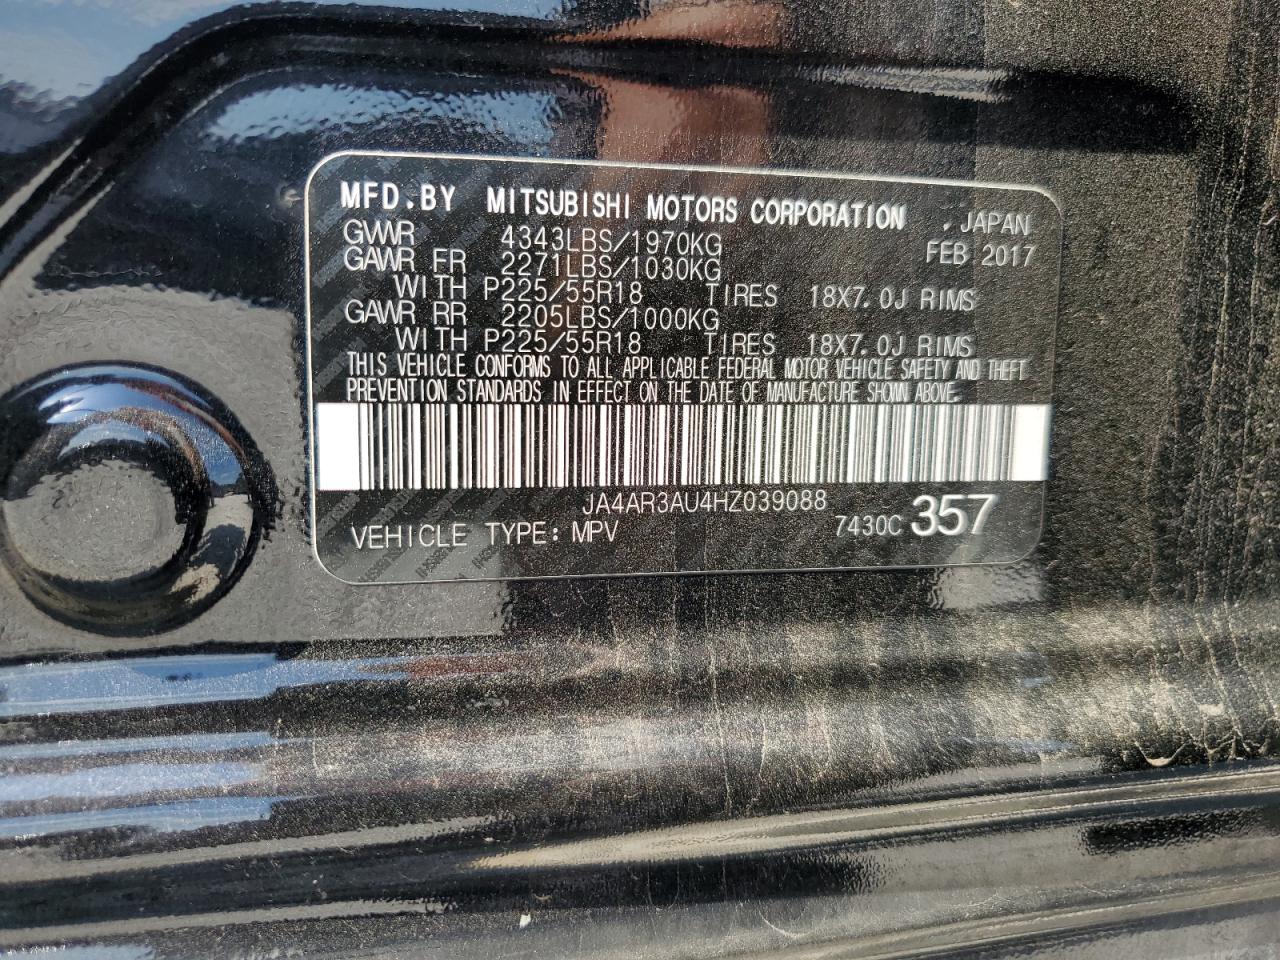 MFD.BY MITSUBISHI MOTORS CORPORATION , JAPAN
GVWR 4343LBS/1970KG FEB 2017
GAWR FR 2271LBS/1030KG
WITH P225/55R18 TIRES 18X7.0J RIMS
GAWR RR 2205LBS/1000KG
WITH P225/55R18 TIRES 18X7.0J RIMS
THIS VEHICLE CONFORMS TO ALL APPLICABLE FEDERAL MOTOR VEHICLE SAFETY AND THEFT
PREVENTION STANDARDS IN EFFECT ON THE DATE OF MANUFACTURE SHOWN ABOVE.
JA4AR3AU4HZ039088
VEHICLE TYPE: MPV 7430C 357